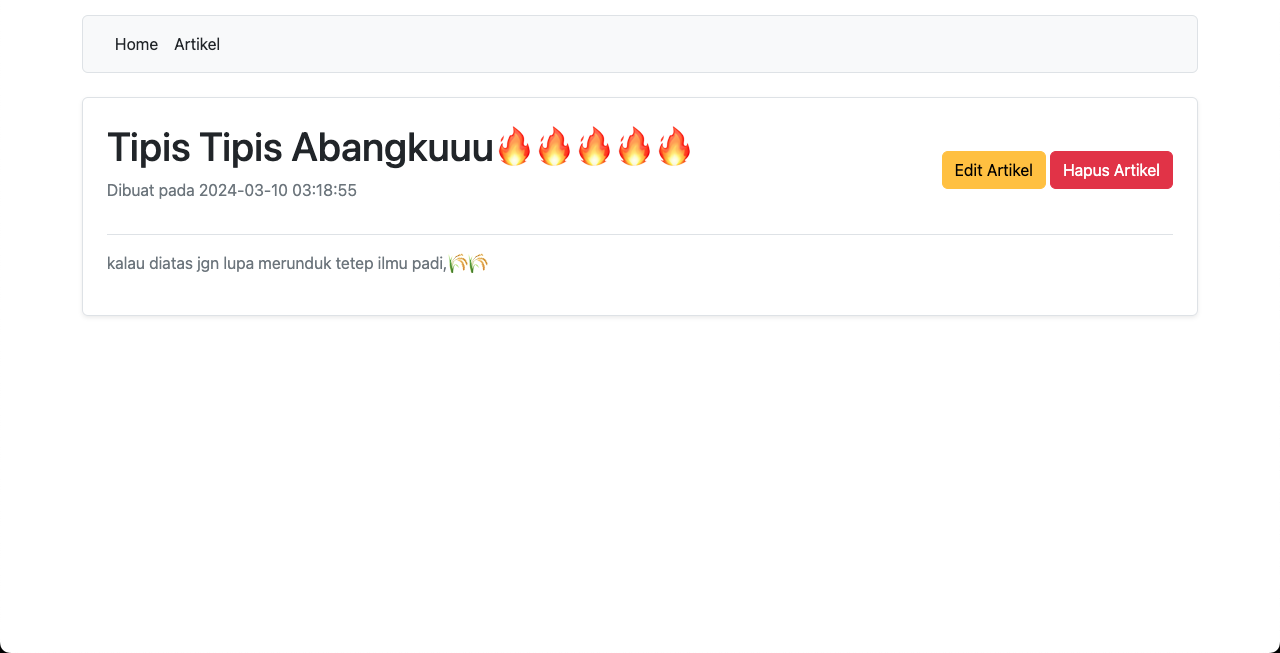 Home Artikel
Tipis Tipis Abangkuuu🔥🔥🔥🔥🔥
Dibuat pada 2024-03-10 03:18:55
Edit Artikel Hapus Artikel
kalau diatas jgn lupa merunduk tetep ilmu padi,🌾🌾